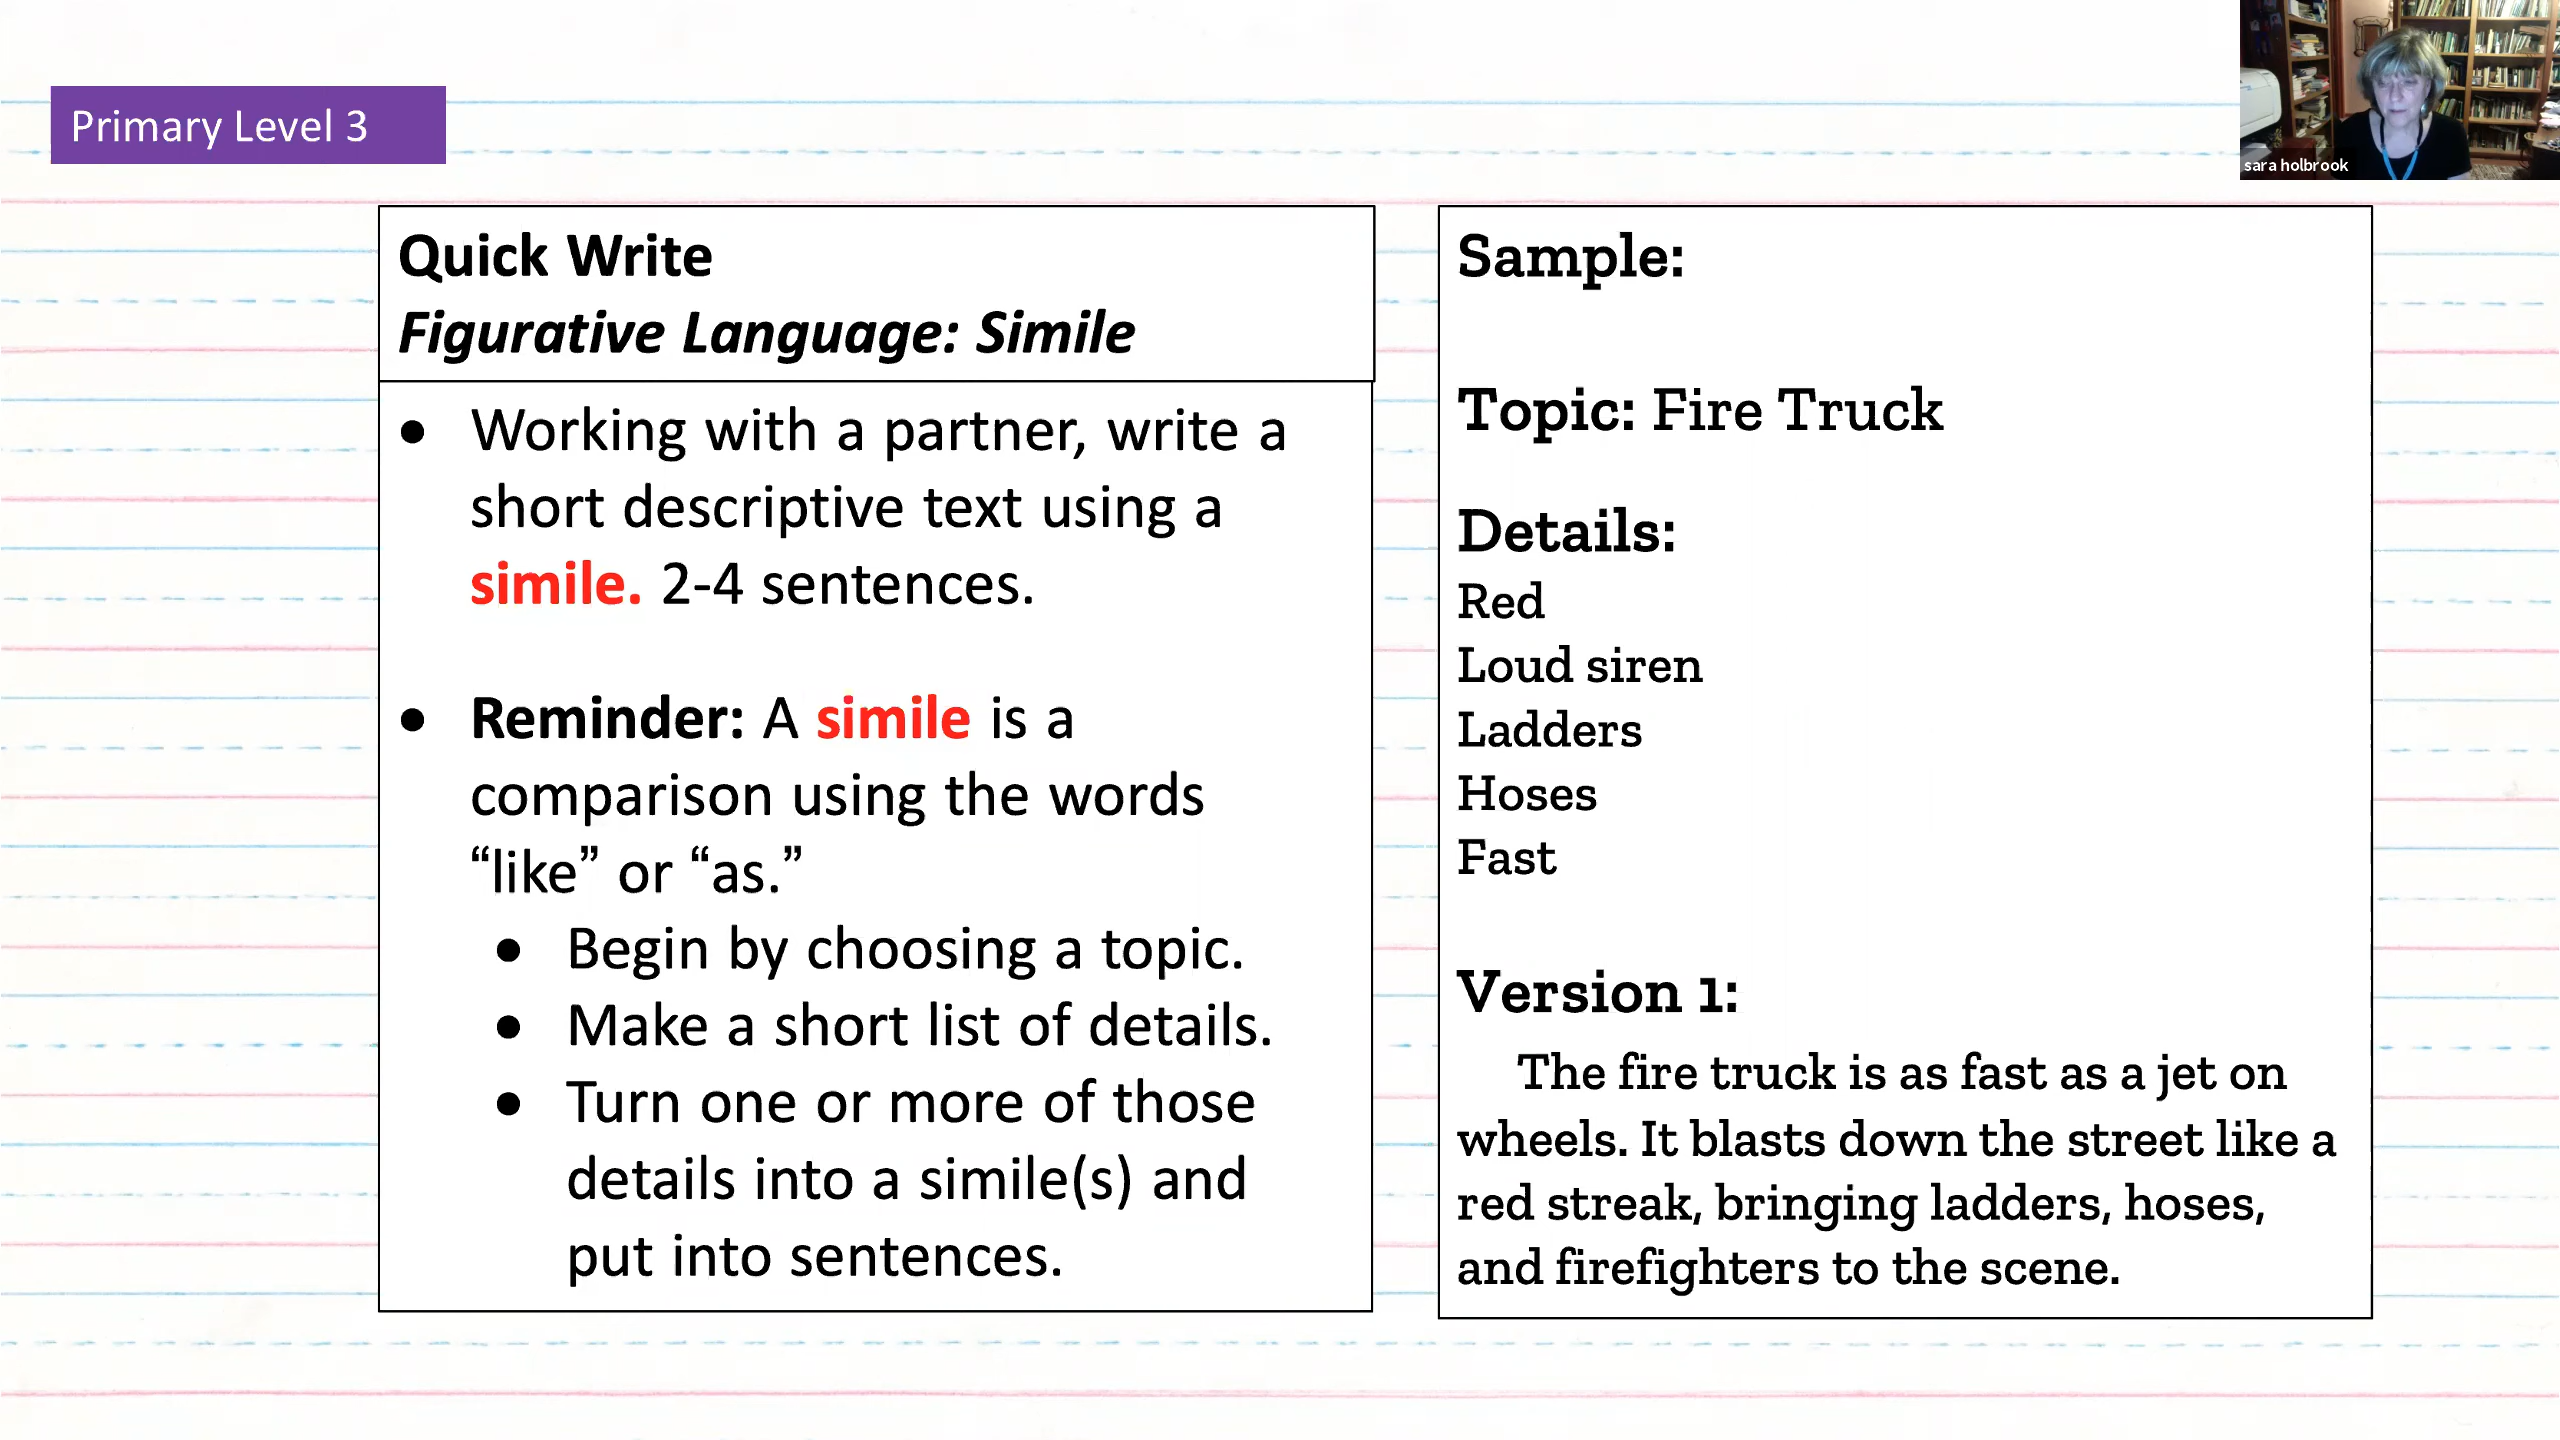 Primary Level 3
sara holbrook
Quick Write
Figurative Language: Simile
● Working with a partner, write a
short descriptive text using a
simile. 2-4 sentences.
● Reminder: A simile is a
comparison using the words
“like” or “as.”
● Begin by choosing a topic.
● Make a short list of details.
● Turn one or more of those
details into a simile(s) and
put into sentences.
Sample:
Topic: Fire Truck
Details:
Red
Loud siren
Ladders
Hoses
Fast
Version 1:
The fire truck is as fast as a jet on
wheels. It blasts down the street like a
red streak, bringing ladders, hoses,
and firefighters to the scene.